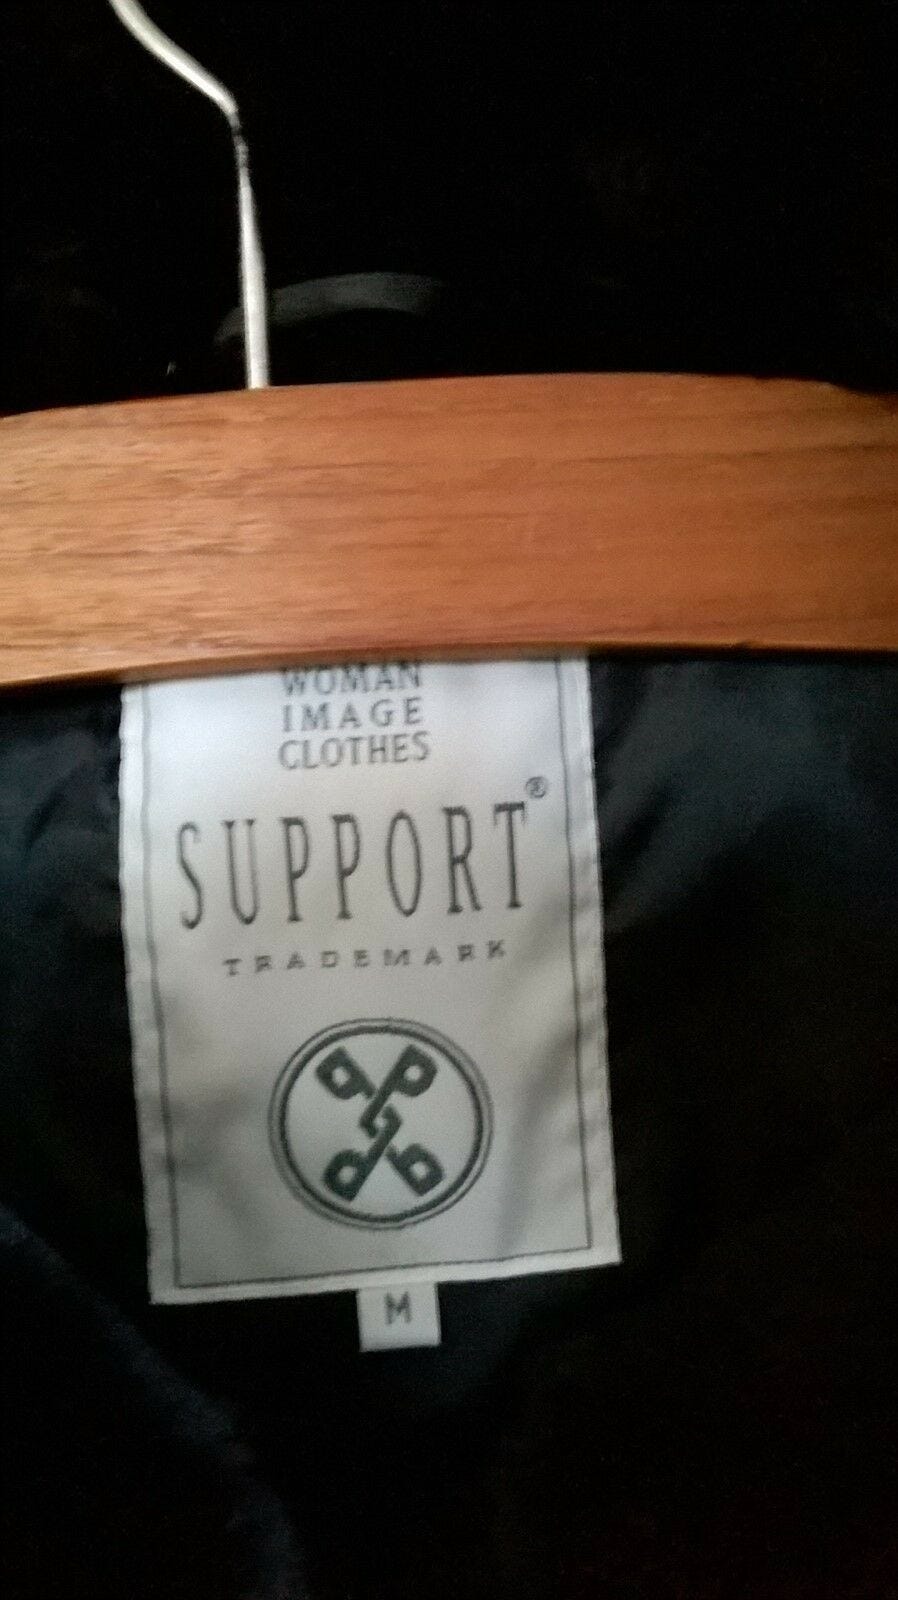 WOMAN
IMAGE
CLOTHES
SUPPORT®
TRADEMARK
M